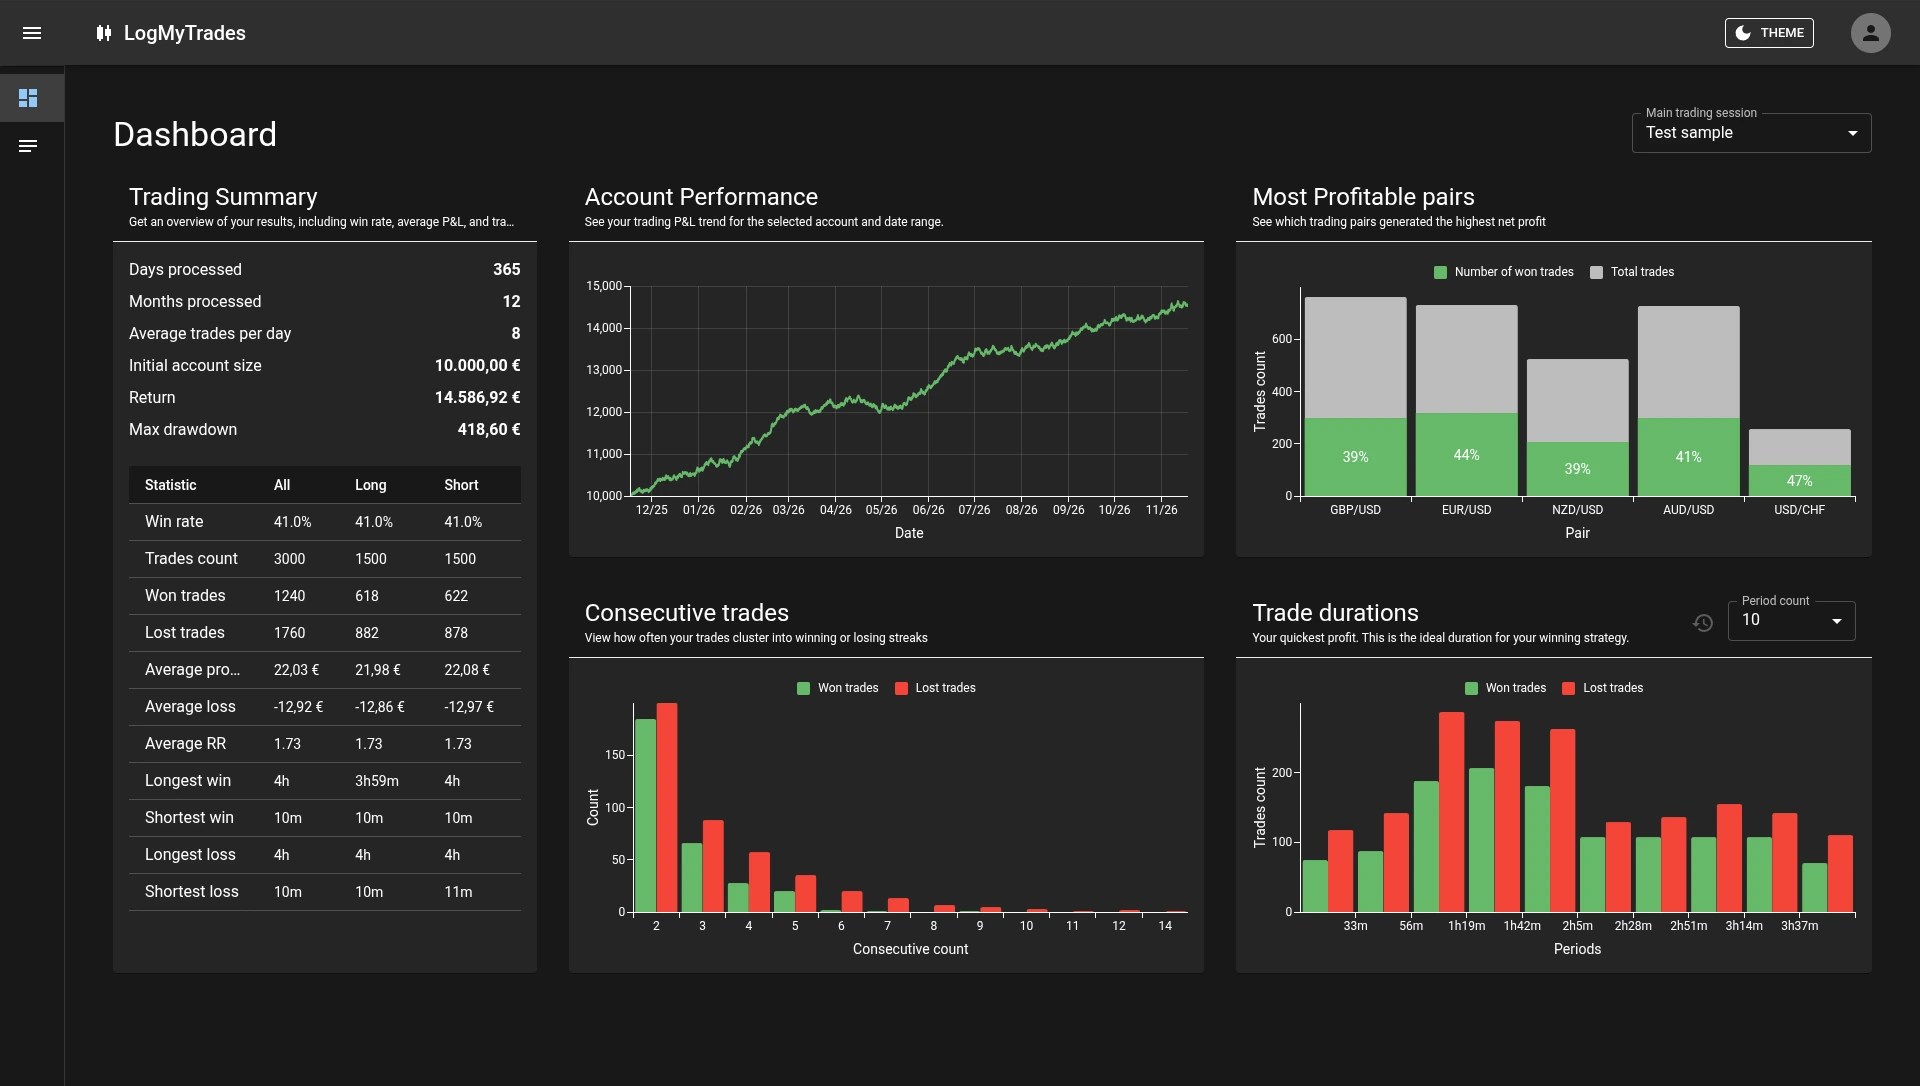 LogMyTrades
THEME
Dashboard
Main trading session
Test sample
Trading Summary
Get an overview of your results, including win rate, average P&L, and tra...
Days processed 365
Months processed 12
Average trades per day 8
Initial account size 10.000,00 €
Return 14.586,92 €
Max drawdown 418,60 €
Statistic All Long Short
Win rate 41.0% 41.0% 41.0%
Trades count 3000 1500 1500
Won trades 1240 618 622
Lost trades 1760 882 878
Average pro... 22,03 € 21,98 € 22,08 €
Average loss -12,92 € -12,86 € -12,97 €
Average RR 1.73 1.73 1.73
Longest win 4h 3h59m 4h
Shortest win 10m 10m 10m
Longest loss 4h 4h 4h
Shortest loss 10m 10m 11m
Account Performance
See your trading P&L trend for the selected account and date range.
15,000
14,000
13,000
12,000
11,000
10,000
12/25 01/26 02/26 03/26 04/26 05/26 06/26 07/26 08/26 09/26 10/26 11/26
Date
Most Profitable pairs
See which trading pairs generated the highest net profit
Number of won trades Total trades
Trades count
600
400
200
0
39% 44% 39% 41% 47%
GBP/USD EUR/USD NZD/USD AUD/USD USD/CHF
Pair
Consecutive trades
View how often your trades cluster into winning or losing streaks
Won trades Lost trades
Count
150
100
50
0
2 3 4 5 6 7 8 9 10 11 12 14
Consecutive count
Trade durations
Your quickest profit. This is the ideal duration for your winning strategy.
Period count
10
Won trades Lost trades
Trades count
200
100
0
33m 56m 1h19m 1h42m 2h5m 2h28m 2h51m 3h14m 3h37m
Periods